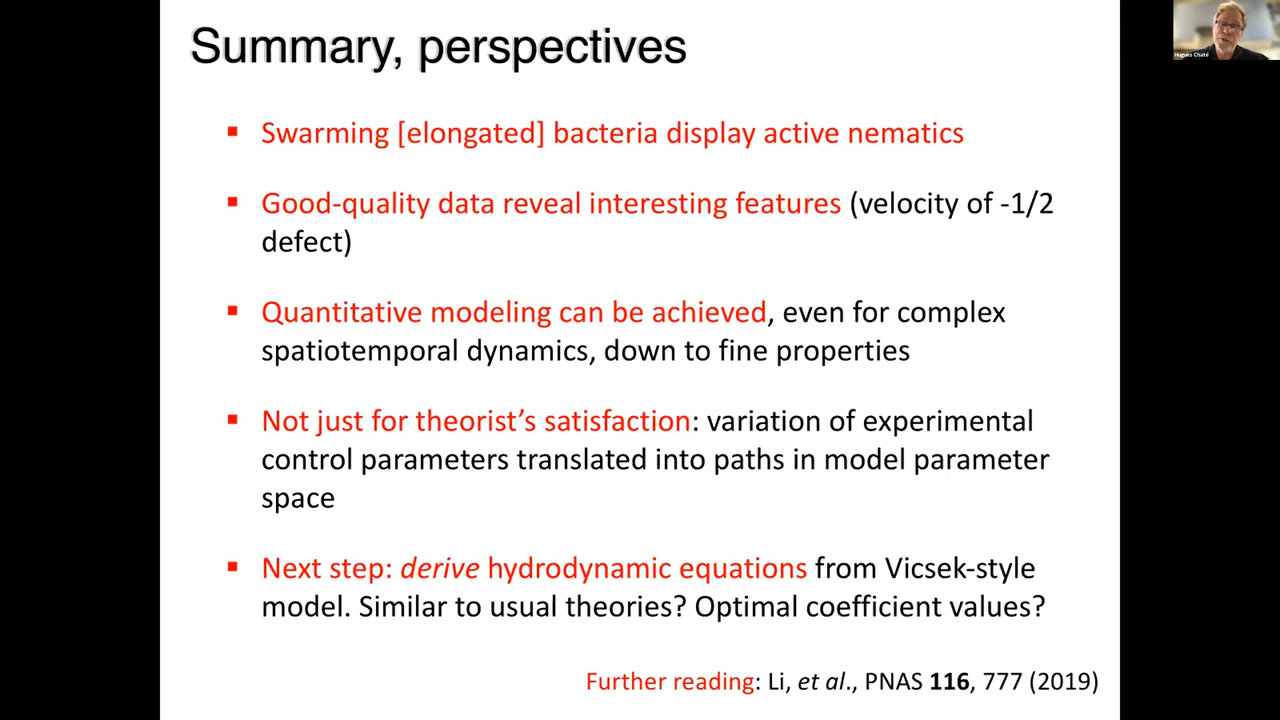 Summary, perspectives
Hugues Chaté
▪ Swarming [elongated] bacteria display active nematics
▪ Good-quality data reveal interesting features (velocity of -1/2
defect)
▪ Quantitative modeling can be achieved, even for complex
spatiotemporal dynamics, down to fine properties
▪ Not just for theorist’s satisfaction: variation of experimental
control parameters translated into paths in model parameter
space
▪ Next step: derive hydrodynamic equations from Vicsek-style
model. Similar to usual theories? Optimal coefficient values?
Further reading: Li, et al., PNAS 116, 777 (2019)